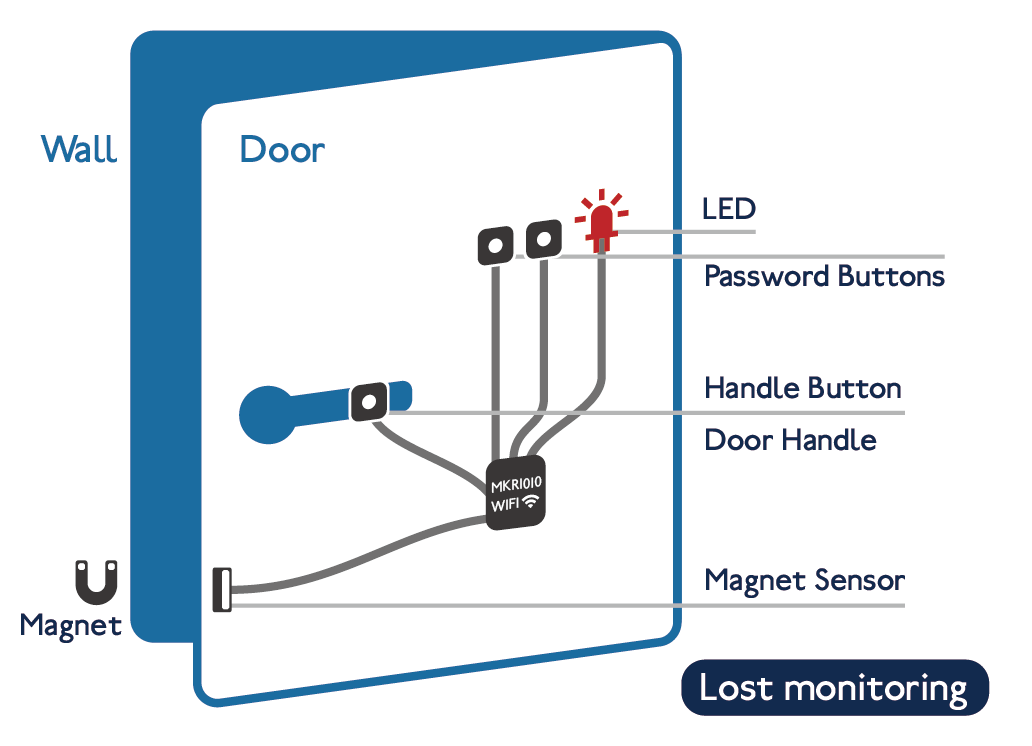 Wall
Door
LED
Password Buttons
Handle Button
Door Handle
MKR1010
WIFI
Magnet Sensor
Magnet
Lost monitoring